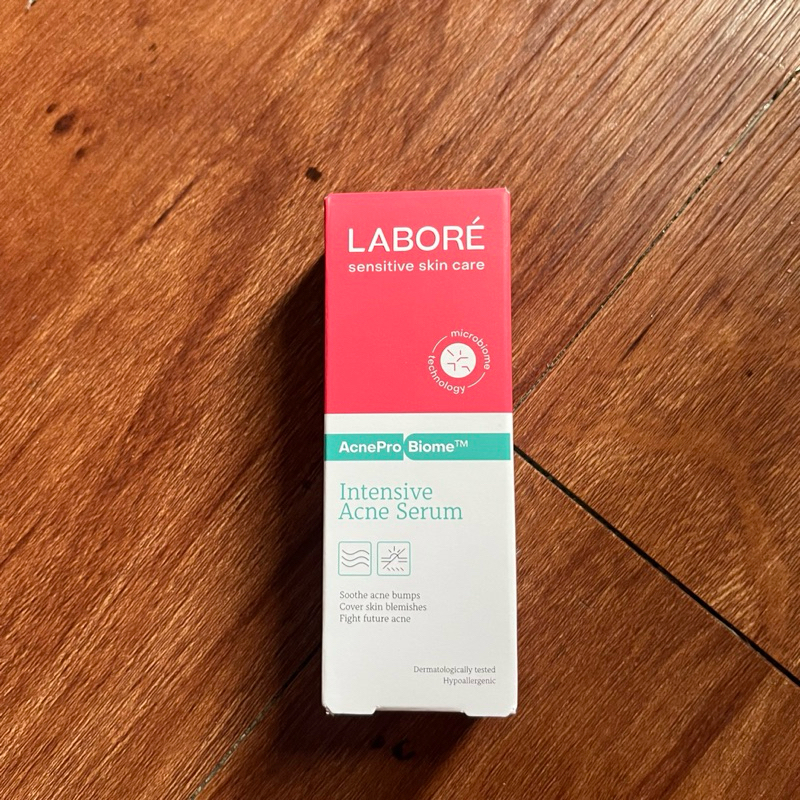 LABORÉ
sensitive skin care
microbiome
technology
AcnePro Biome™
Intensive
Acne Serum
Soothe acne bumps
Cover skin blemishes
Fight future acne
Dermatologically tested
Hypoallergenic